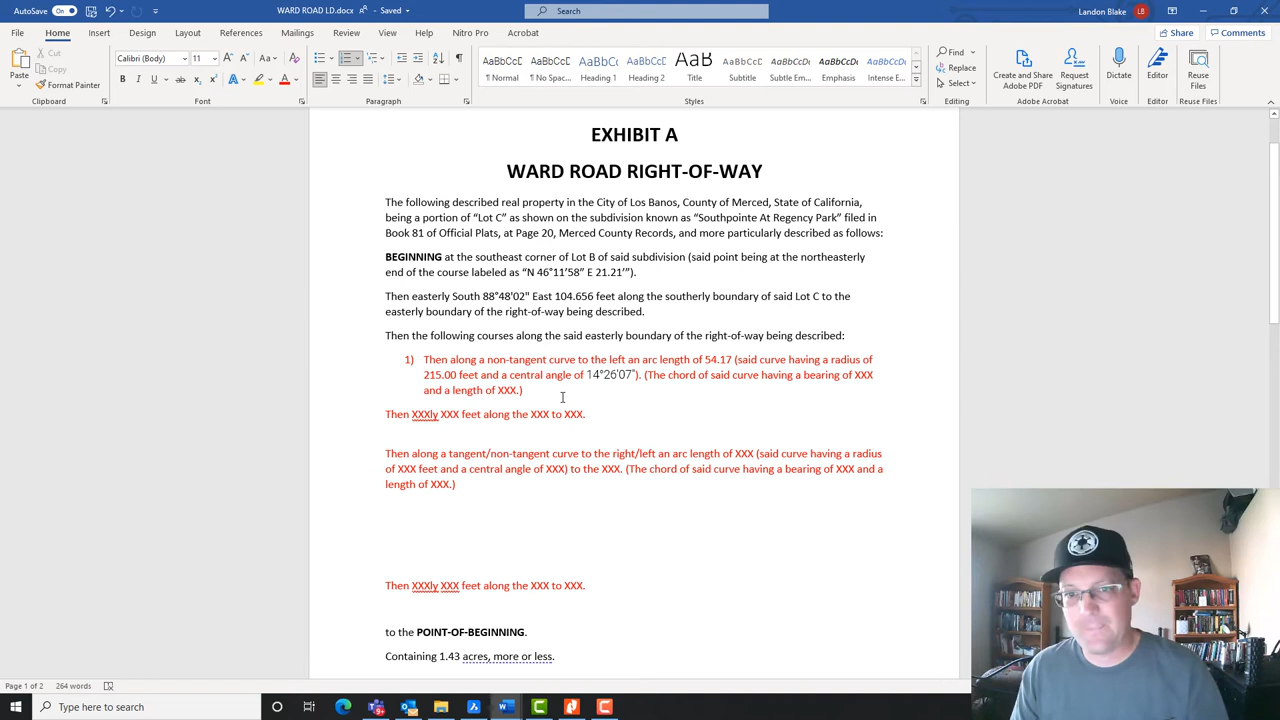 AutoSave On
WARD ROAD LD.docx - Saved
Search
Landon Blake LB
File Home Insert Design Layout References Mailings Review View Help Nitro Pro Acrobat
Share Comments
Paste
Cut
Copy
Format Painter
Clipboard
Calibri (Body) 11
Font
Paragraph
AaBbCcDc AaBbCcDc AaBbC AaBbCcC AaB AaBbCcD AaBbCcDc AaBbCcDc AaBbCcDc
¶ Normal ¶ No Spac... Heading 1 Heading 2 Title Subtitle Subtle Em... Emphasis Intense E...
Styles
Find
Replace
Select
Editing
Create and Share Adobe PDF
Request Signatures
Adobe Acrobat
Dictate
Voice
Editor
Editor
Reuse Files
Reuse Files
EXHIBIT A
WARD ROAD RIGHT-OF-WAY
The following described real property in the City of Los Banos, County of Merced, State of California,
being a portion of “Lot C” as shown on the subdivision known as “Southpointe At Regency Park” filed in
Book 81 of Official Plats, at Page 20, Merced County Records, and more particularly described as follows:
BEGINNING at the southeast corner of Lot B of said subdivision (said point being at the northeasterly
end of the course labeled as “N 46°11’58” E 21.21’”).
Then easterly South 88°48'02" East 104.656 feet along the southerly boundary of said Lot C to the
easterly boundary of the right-of-way being described.
Then the following courses along the said easterly boundary of the right-of-way being described:
1) Then along a non-tangent curve to the left an arc length of 54.17 (said curve having a radius of
215.00 feet and a central angle of 14°26'07"). (The chord of said curve having a bearing of XXX
and a length of XXX.)
Then XXXly XXX feet along the XXX to XXX.
Then along a tangent/non-tangent curve to the right/left an arc length of XXX (said curve having a radius
of XXX feet and a central angle of XXX) to the XXX. (The chord of said curve having a bearing of XXX and a
length of XXX.)
Then XXXly XXX feet along the XXX to XXX.
to the POINT-OF-BEGINNING.
Containing 1.43 acres, more or less.
Page 1 of 2 264 words
Type here to search